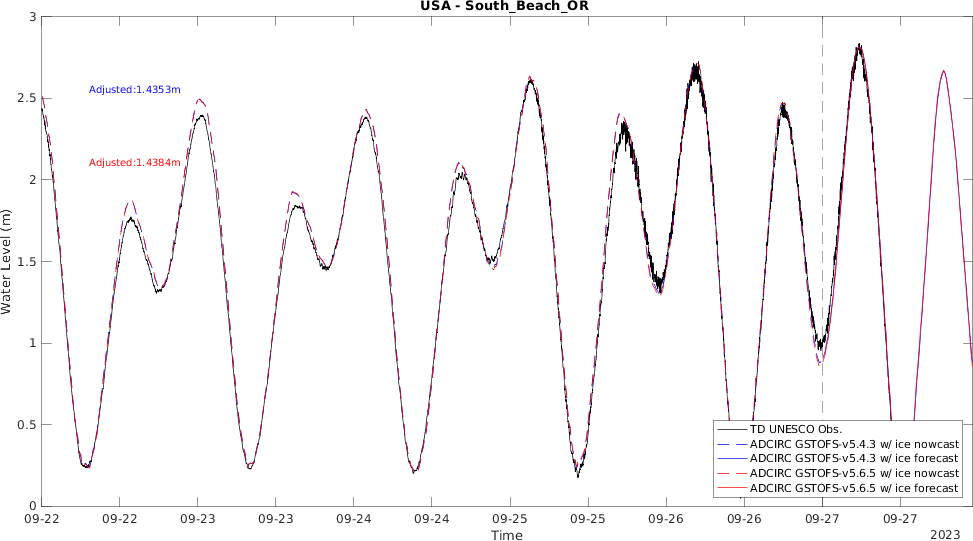 USA - South_Beach_OR
3
2.5
2
1.5
1
0.5
0
Water Level (m)
Adjusted:1.4353m
Adjusted:1.4384m
TD UNESCO Obs.
ADCIRC GSTOFS-v5.4.3 w/ ice nowcast
ADCIRC GSTOFS-v5.4.3 w/ ice forecast
ADCIRC GSTOFS-v5.6.5 w/ ice nowcast
ADCIRC GSTOFS-v5.6.5 w/ ice forecast
09-22 09-22 09-23 09-23 09-24 09-24 09-25 09-25 09-26 09-26 09-27 09-27
Time
2023